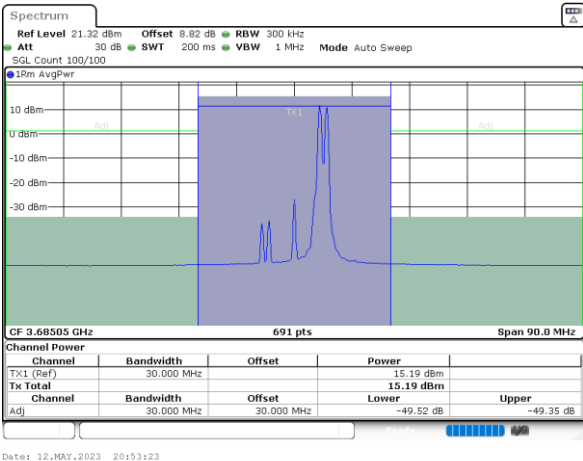 Spectrum
Ref Level 21.32 dBm Offset 8.82 dB RBW 300 kHz
Att 30 dB SWT 200 ms VBW 1 MHz Mode Auto Sweep
SGL Count 100/100
1Rm AvgPwr
TX1
10 dBm
Adj Adj
0 dBm
-10 dBm
-20 dBm
-30 dBm
CF 3.68505 GHz 691 pts Span 90.0 MHz
Channel Power
Channel Bandwidth Offset Power
TX1 (Ref) 30.000 MHz 15.19 dBm
Tx Total 15.19 dBm
Channel Bandwidth Offset Lower Upper
Adj 30.000 MHz 30.000 MHz -49.52 dB -49.35 dB
Ready
Date: 12.MAY.2023 20:53:23